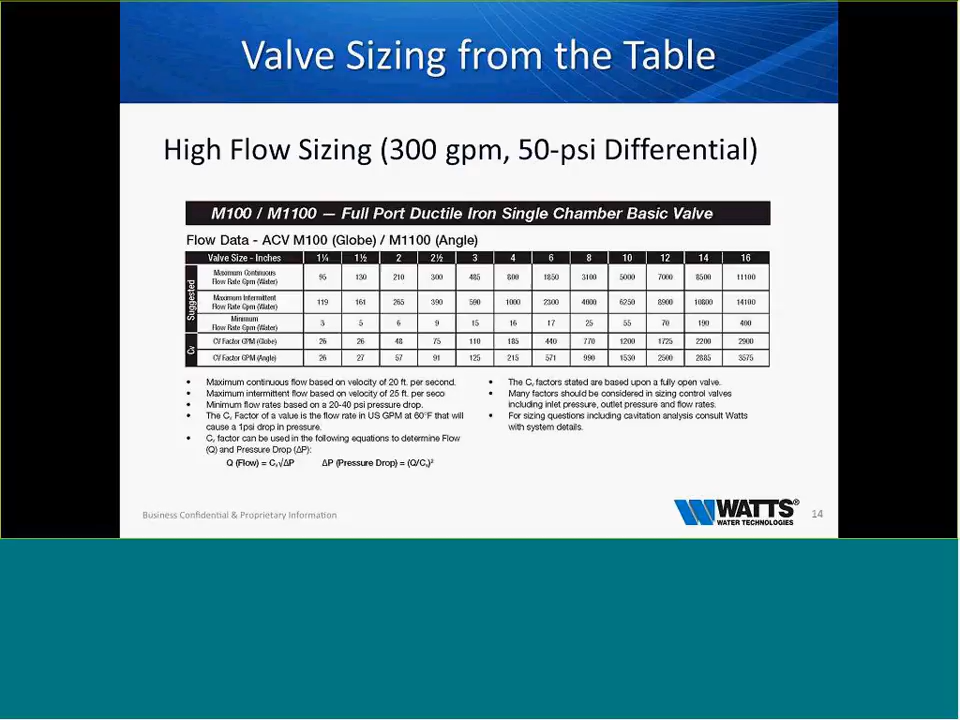 Valve Sizing from the Table
High Flow Sizing (300 gpm, 50-psi Differential)
M100 / M1100 — Full Port Ductile Iron Single Chamber Basic Valve
Flow Data - ACV M100 (Globe) / M1100 (Angle)
Valve Size - Inches 1¼ 1½ 2 2½ 3 4 6 8 10 12 14 16
Suggested
Maximum Continuous
Flow Rate Gpm (Water) 95 130 210 300 485 800 1850 3100 5000 7000 8500 11100
Maximum Intermittent
Flow Rate Gpm (Water) 119 161 265 390 590 1000 2300 4000 6250 8900 10800 14100
Minimum
Flow Rate Gpm (Water) 3 5 6 9 15 16 17 25 55 70 190 400
Cv
CV Factor GPM (Globe) 26 26 48 75 110 185 440 770 1200 1725 2200 2900
CV Factor GPM (Angle) 26 27 57 91 125 215 571 990 1530 2500 2885 3575
• Maximum continuous flow based on velocity of 20 ft. per second.
• Maximum intermittent flow based on velocity of 25 ft. per seco
• Minimum flow rates based on a 20-40 psi pressure drop.
• The Cᵥ Factor of a value is the flow rate in US GPM at 60°F that will
cause a 1psi drop in pressure.
• Cᵥ factor can be used in the following equations to determine Flow
(Q) and Pressure Drop (ΔP):
Q (Flow) = Cᵥ√ΔP ΔP (Pressure Drop) = (Q/Cᵥ)²
• The Cᵥ factors stated are based upon a fully open valve.
• Many factors should be considered in sizing control valves
including inlet pressure, outlet pressure and flow rates.
• For sizing questions including cavitation analysis consult Watts
with system details.
Business Confidential & Proprietary Information
WATTS®
WATER TECHNOLOGIES
14